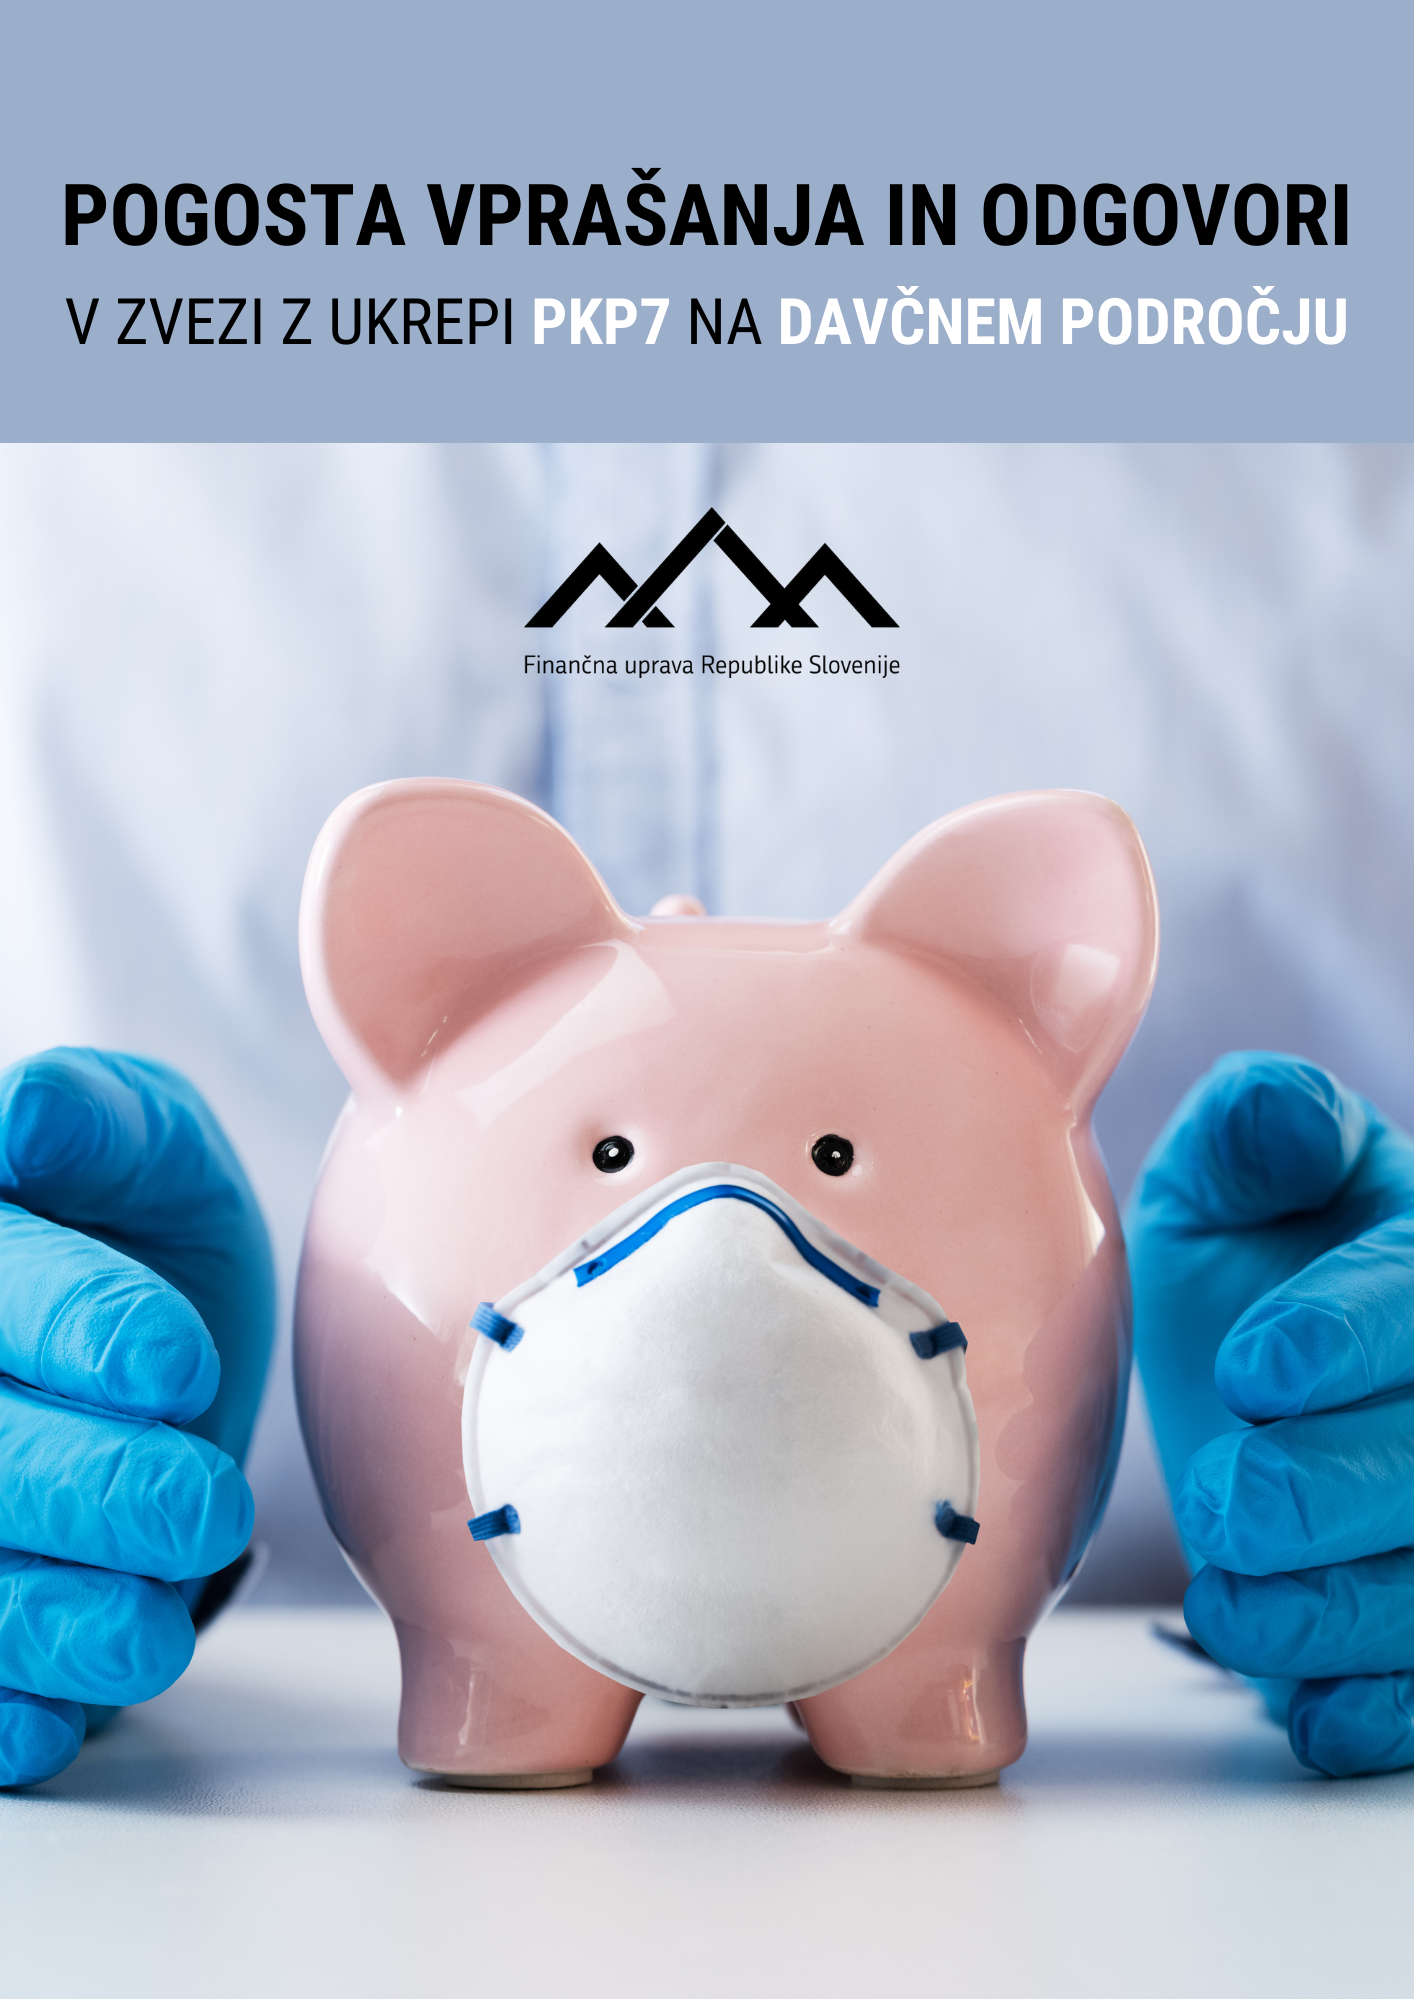 POGOSTA VPRAŠANJA IN ODGOVORI
V ZVEZI Z UKREPI PKP7 NA DAVČNEM PODROČJU
Finančna uprava Republike Slovenije